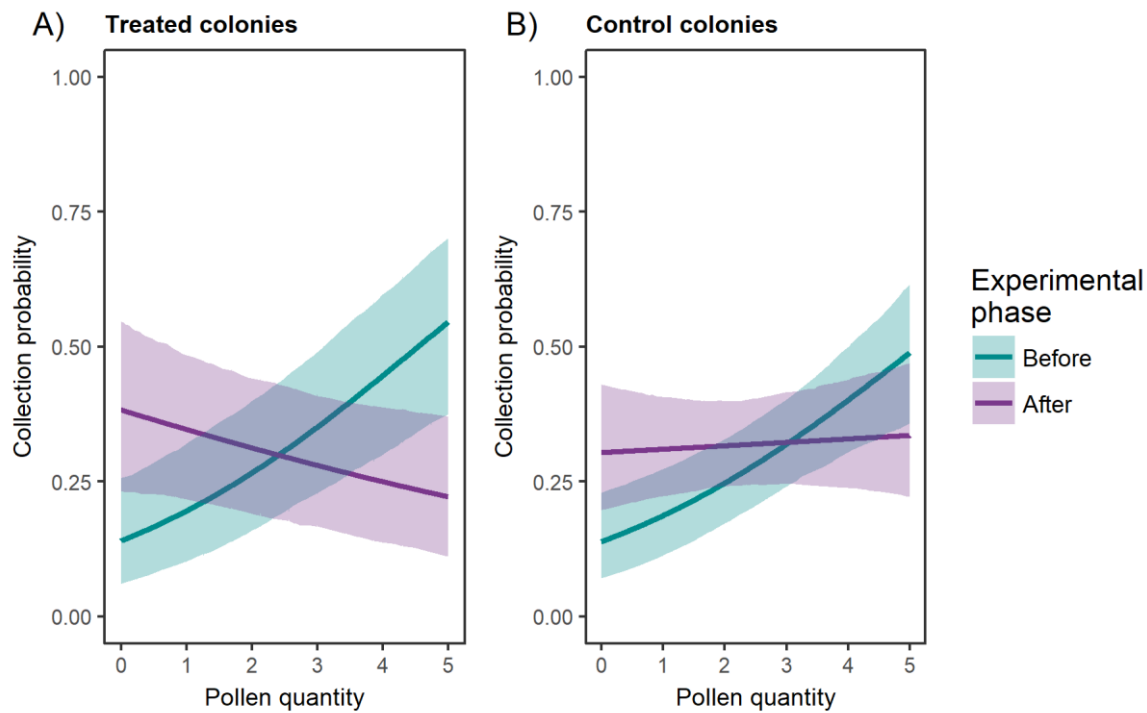 A) Treated colonies
Collection probability
1.00
0.75
0.50
0.25
0.00
0 1 2 3 4 5
Pollen quantity
B) Control colonies
Collection probability
1.00
0.75
0.50
0.25
0.00
0 1 2 3 4 5
Pollen quantity
Experimental
phase
Before
After